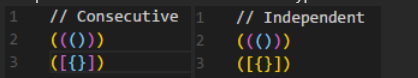 1 // Consecutive
2 ((()))
3 ([{}])
1 // Independent
2 ((()))
3 ([{}])